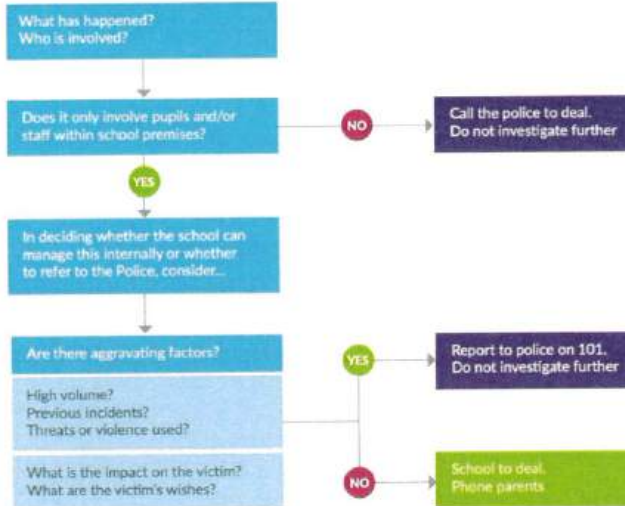 What has happened?
Who is involved?
Does it only involve pupils and/or
staff within school premises?
NO
Call the police to deal.
Do not investigate further
YES
In deciding whether the school can
manage this internally or whether
to refer to the Police, consider...
Are there aggravating factors?
High volume?
Previous incidents?
Threats or violence used?
What is the impact on the victim?
What are the victim's wishes?
YES
Report to police on 101.
Do not investigate further
NO
School to deal.
Phone parents